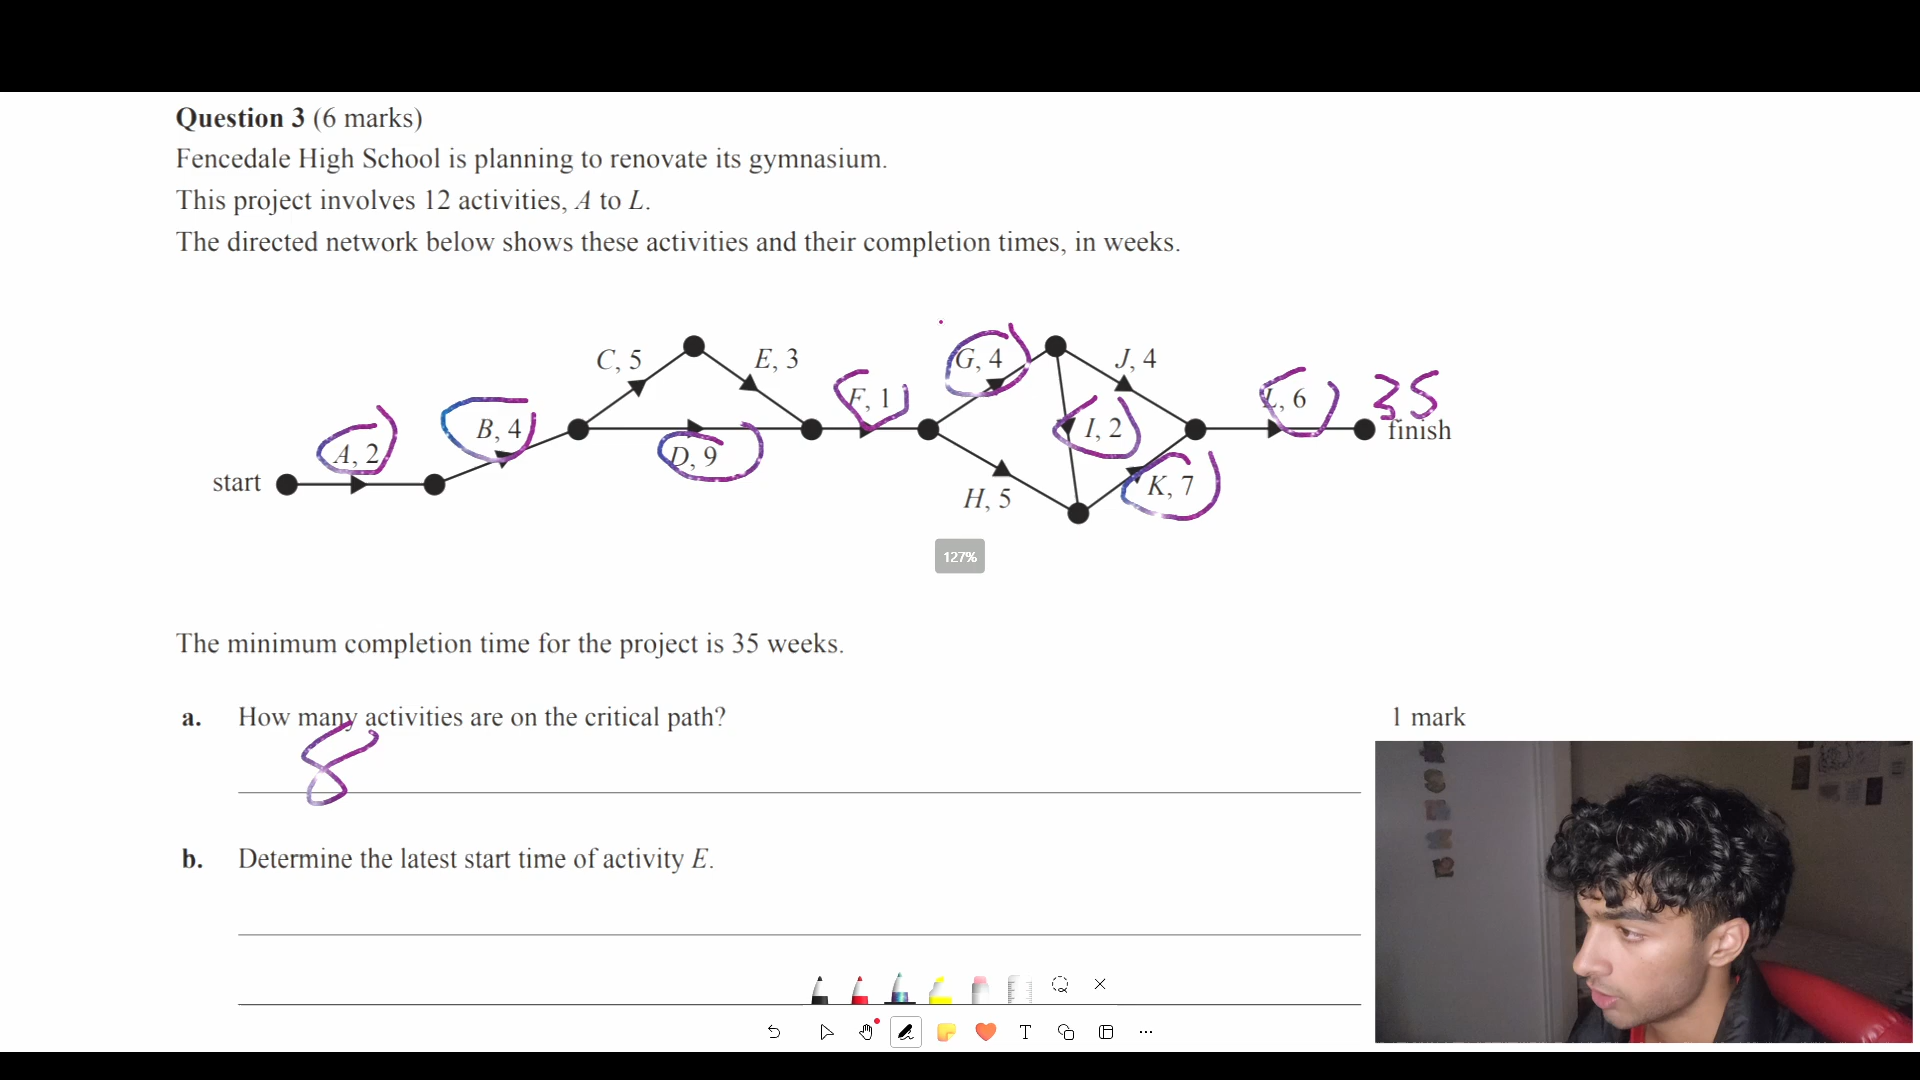 Question 3 (6 marks)
Fencedale High School is planning to renovate its gymnasium.
This project involves 12 activities, A to L.
The directed network below shows these activities and their completion times, in weeks.
C, 5
E, 3
G, 4
J, 4
F, 1
L, 6
35
A, 2
B, 4
D, 9
I, 2
finish
start
H, 5
K, 7
127%
The minimum completion time for the project is 35 weeks.
a. How many activities are on the critical path? 1 mark
8
b. Determine the latest start time of activity E.
T